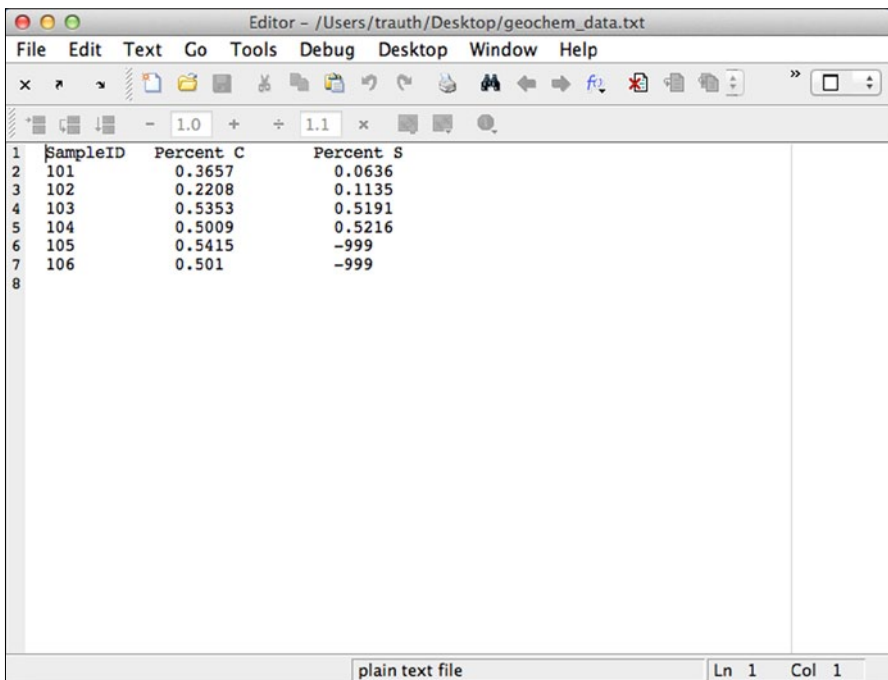 Editor – /Users/trauth/Desktop/geochem_data.txt
File Edit Text Go Tools Debug Desktop Window Help
» 
− 1.0 + ÷ 1.1 ×
1 SampleID Percent C Percent S
2 101 0.3657 0.0636
3 102 0.2208 0.1135
4 103 0.5353 0.5191
5 104 0.5009 0.5216
6 105 0.5415 -999
7 106 0.501 -999
8
plain text file Ln 1 Col 1